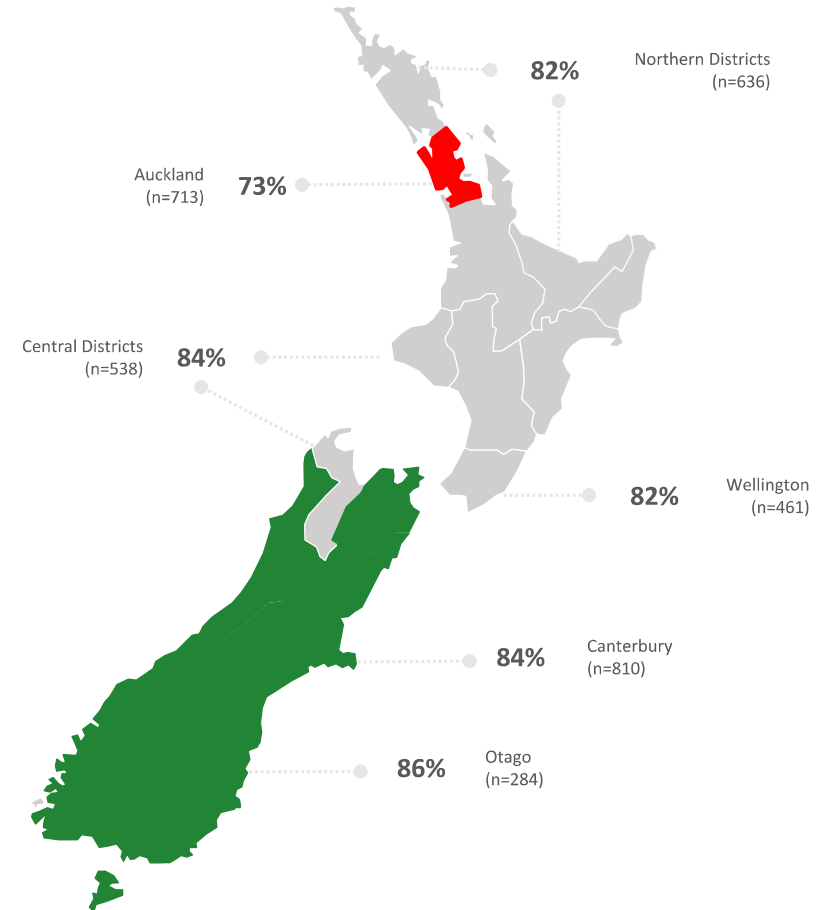 82%
Northern Districts
(n=636)
Auckland
(n=713)
73%
Central Districts
(n=538)
84%
82%
Wellington
(n=461)
84%
Canterbury
(n=810)
86%
Otago
(n=284)